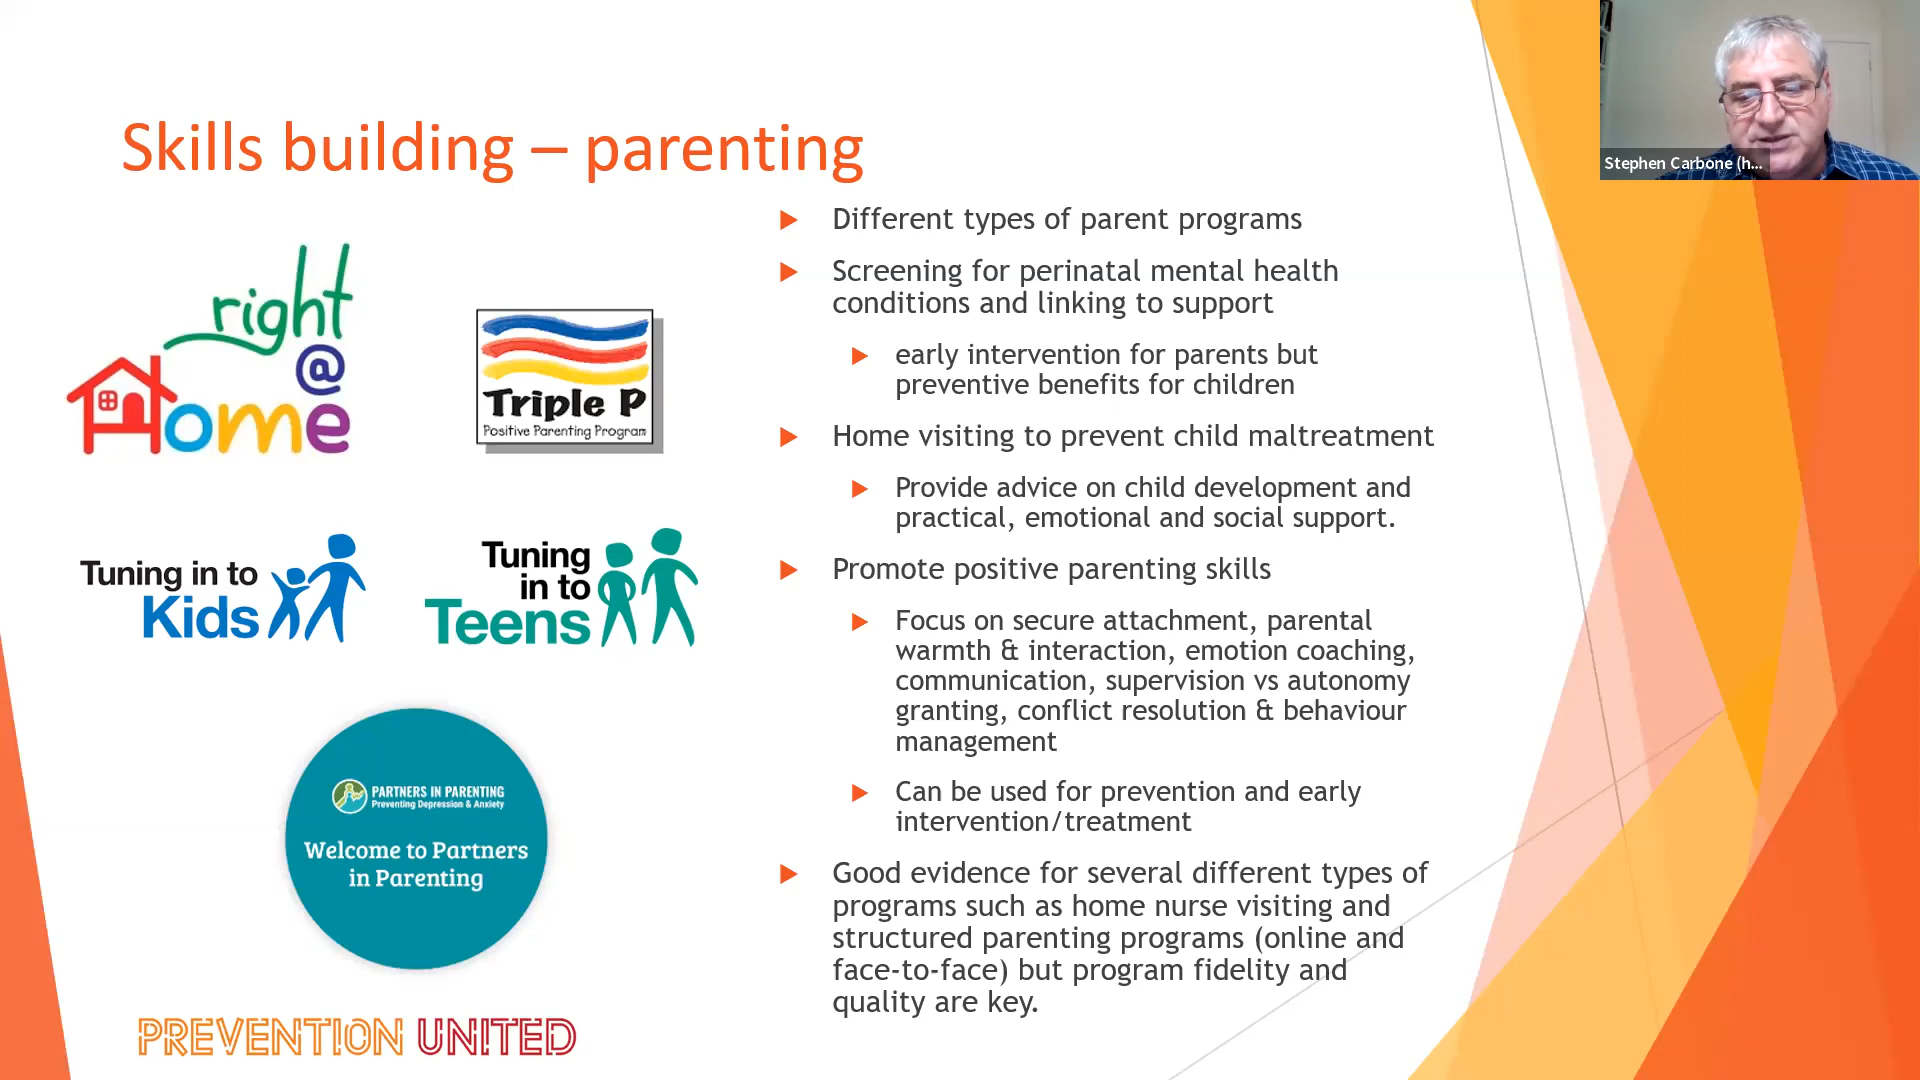 Skills building – parenting
Stephen Carbone (h...
right
@
Home
Triple P
Positive Parenting Program
Tuning in to
Kids
Tuning
in to
Teens
PARTNERS IN PARENTING
Preventing Depression & Anxiety
Welcome to Partners
in Parenting
PREVENTION UNITED
Different types of parent programs
Screening for perinatal mental health
conditions and linking to support
early intervention for parents but
preventive benefits for children
Home visiting to prevent child maltreatment
Provide advice on child development and
practical, emotional and social support.
Promote positive parenting skills
Focus on secure attachment, parental
warmth & interaction, emotion coaching,
communication, supervision vs autonomy
granting, conflict resolution & behaviour
management
Can be used for prevention and early
intervention/treatment
Good evidence for several different types of
programs such as home nurse visiting and
structured parenting programs (online and
face-to-face) but program fidelity and
quality are key.